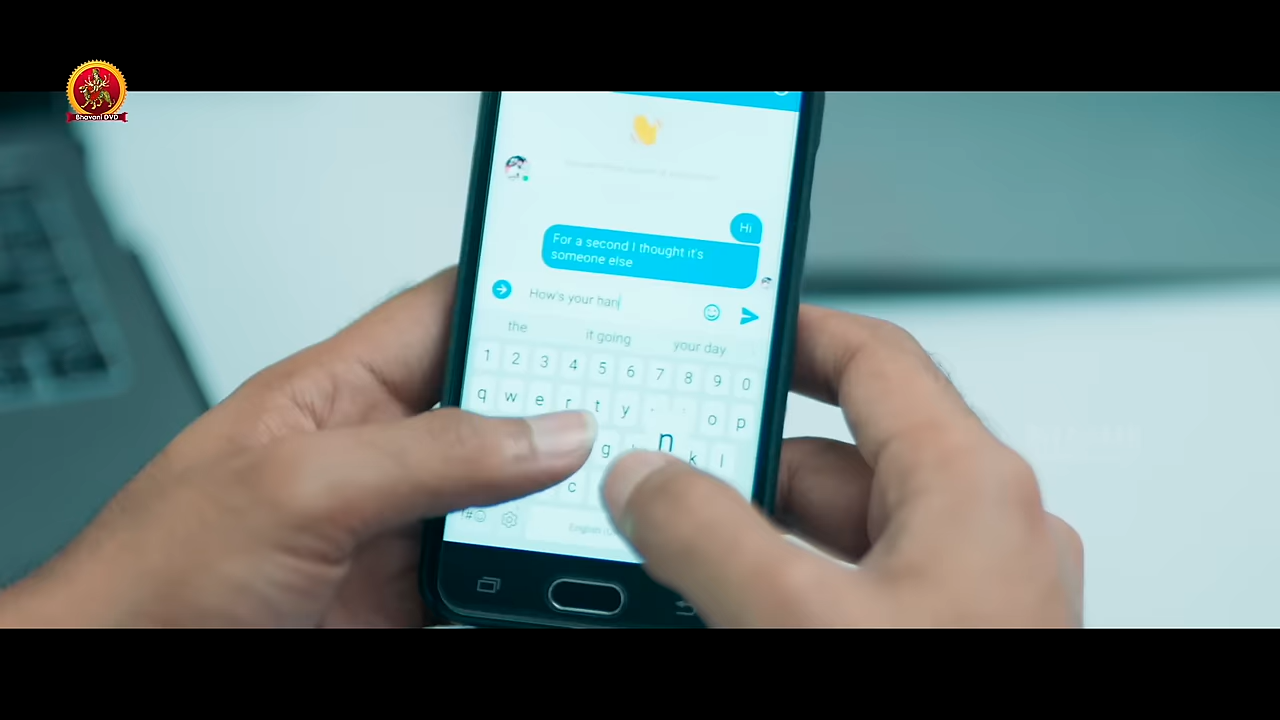 Bhavani DVD
Hi
For a second I thought it's
someone else
How's your han
the it going your day
1 2 3 4 5 6 7 8 9 0
q w e r t y o p
g n k l
c
!#☺